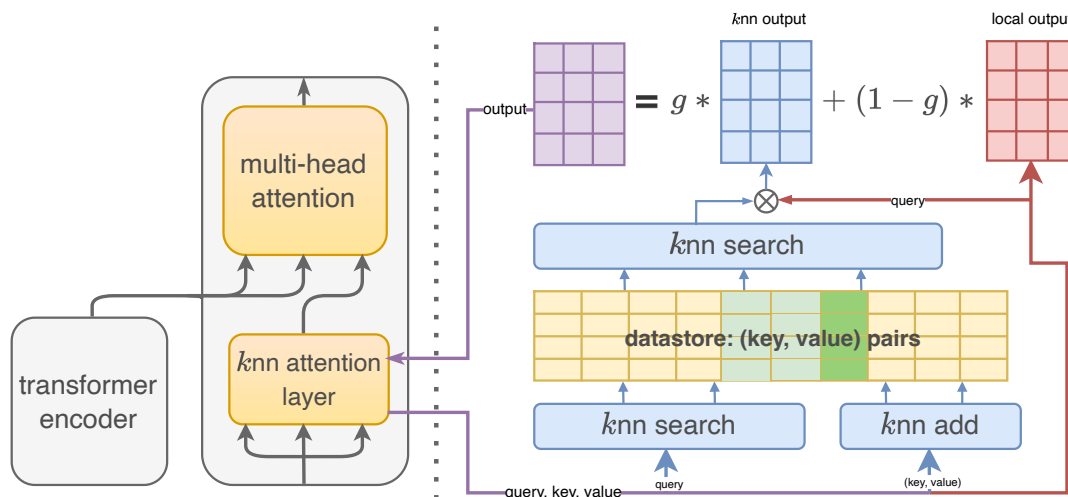 knn output
local output
output
= g * + (1 − g) *
multi-head
attention
query
knn search
datastore: (key, value) pairs
knn attention
layer
transformer
encoder
knn search
knn add
query
(key, value)
query, key, value